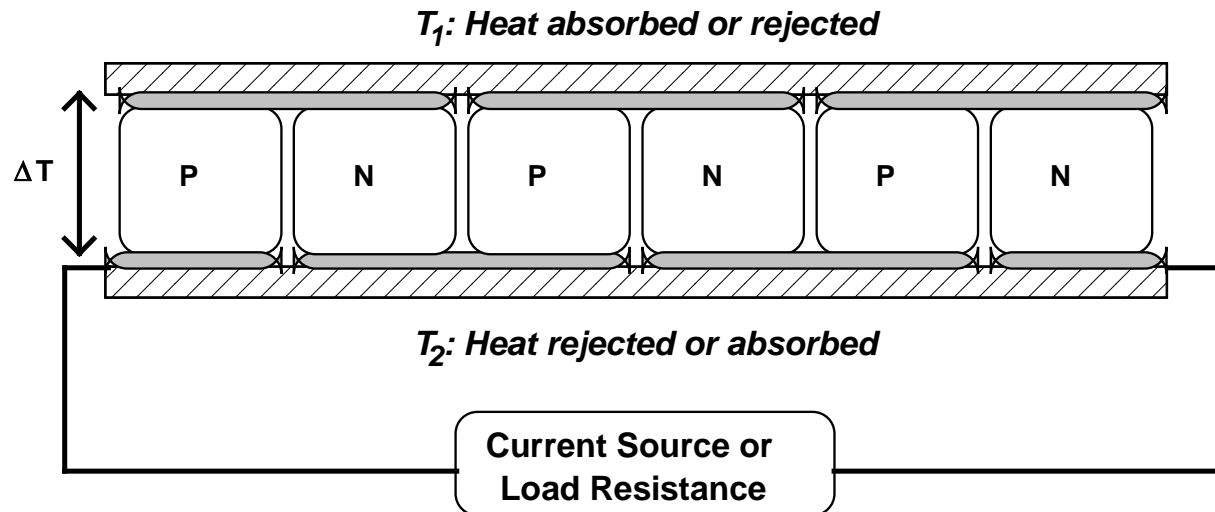 T1: Heat absorbed or rejected
ΔT
P N P N P N
T2: Heat rejected or absorbed
Current Source or
Load Resistance